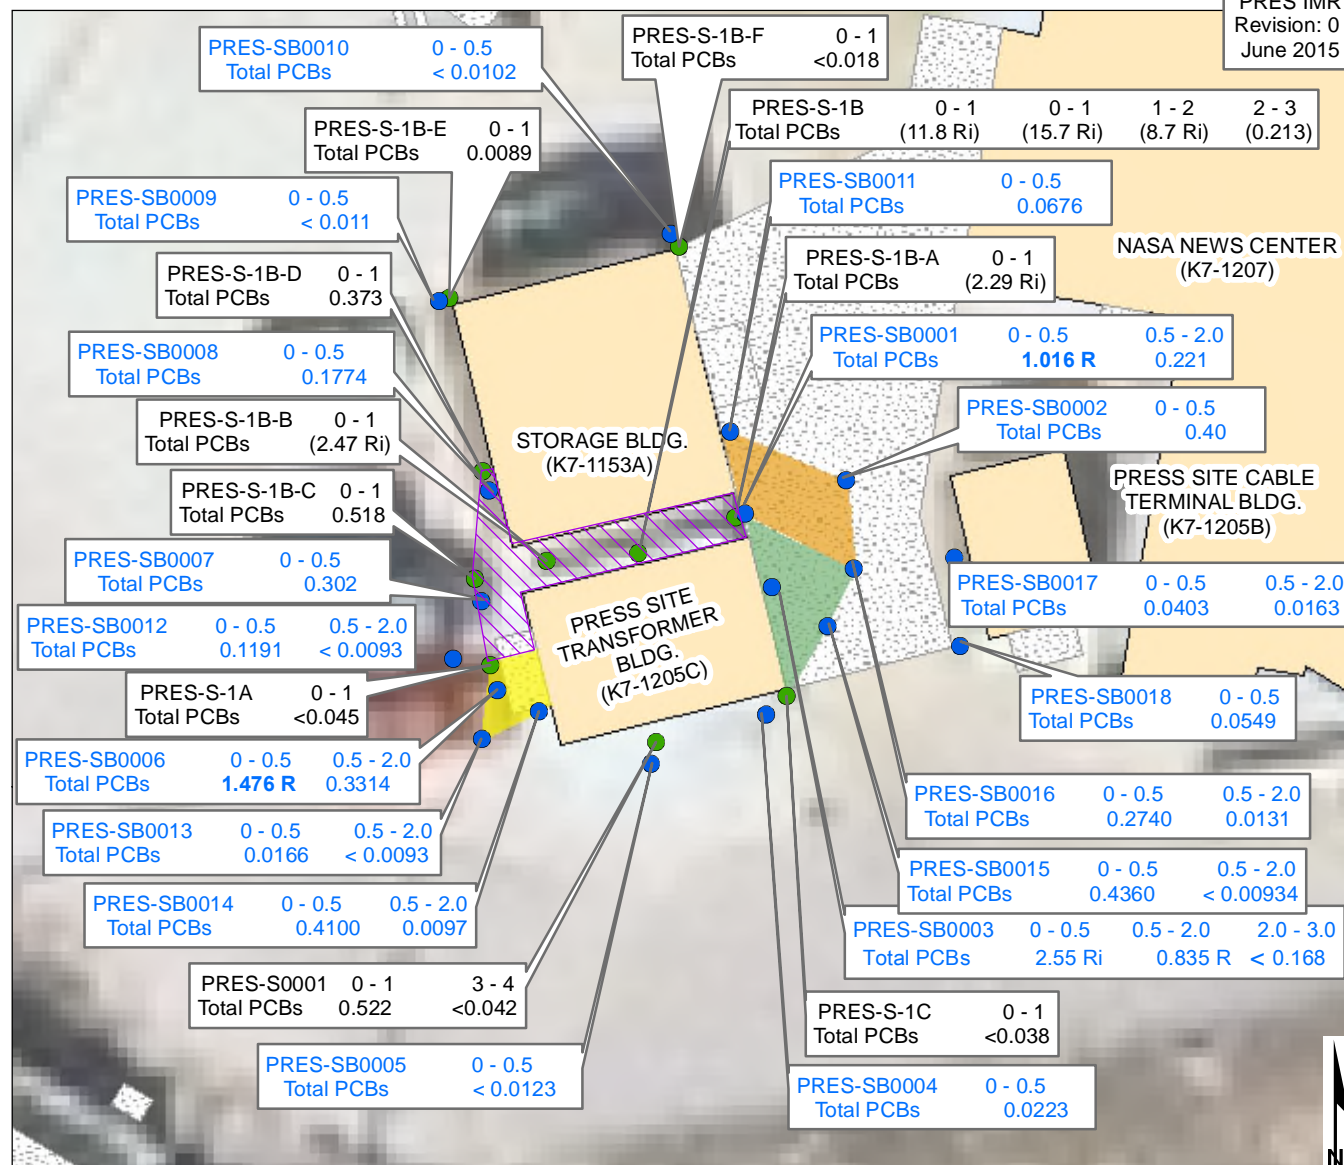 PRES IMR
Revision: 0
June 2015
PRES-SB0010 0 - 0.5
Total PCBs < 0.0102
PRES-S-1B-F 0 - 1
Total PCBs <0.018
PRES-S-1B 0 - 1 0 - 1 1 - 2 2 - 3
Total PCBs (11.8 Ri) (15.7 Ri) (8.7 Ri) (0.213)
PRES-S-1B-E 0 - 1
Total PCBs 0.0089
PRES-SB0011 0 - 0.5
Total PCBs 0.0676
PRES-SB0009 0 - 0.5
Total PCBs < 0.011
NASA NEWS CENTER
(K7-1207)
PRES-S-1B-A 0 - 1
Total PCBs (2.29 Ri)
PRES-S-1B-D 0 - 1
Total PCBs 0.373
PRES-SB0001 0 - 0.5 0.5 - 2.0
Total PCBs 1.016 R 0.221
PRES-SB0008 0 - 0.5
Total PCBs 0.1774
PRES-SB0002 0 - 0.5
Total PCBs 0.40
PRES-S-1B-B 0 - 1
Total PCBs (2.47 Ri)
STORAGE BLDG.
(K7-1153A)
PRESS SITE CABLE
TERMINAL BLDG.
(K7-1205B)
PRES-S-1B-C 0 - 1
Total PCBs 0.518
PRES-SB0007 0 - 0.5
Total PCBs 0.302
PRES-SB0017 0 - 0.5 0.5 - 2.0
Total PCBs 0.0403 0.0163
PRESS SITE
TRANSFORMER
BLDG.
(K7-1205C)
PRES-SB0012 0 - 0.5 0.5 - 2.0
Total PCBs 0.1191 < 0.0093
PRES-S-1A 0 - 1
Total PCBs <0.045
PRES-SB0018 0 - 0.5
Total PCBs 0.0549
PRES-SB0006 0 - 0.5 0.5 - 2.0
Total PCBs 1.476 R 0.3314
PRES-SB0016 0 - 0.5 0.5 - 2.0
Total PCBs 0.2740 0.0131
PRES-SB0013 0 - 0.5 0.5 - 2.0
Total PCBs 0.0166 < 0.0093
PRES-SB0015 0 - 0.5 0.5 - 2.0
Total PCBs 0.4360 < 0.00934
PRES-SB0014 0 - 0.5 0.5 - 2.0
Total PCBs 0.4100 0.0097
PRES-SB0003 0 - 0.5 0.5 - 2.0 2.0 - 3.0
Total PCBs 2.55 Ri 0.835 R < 0.168
PRES-S0001 0 - 1 3 - 4
Total PCBs 0.522 <0.042
PRES-S-1C 0 - 1
Total PCBs <0.038
PRES-SB0005 0 - 0.5
Total PCBs < 0.0123
PRES-SB0004 0 - 0.5
Total PCBs 0.0223
N